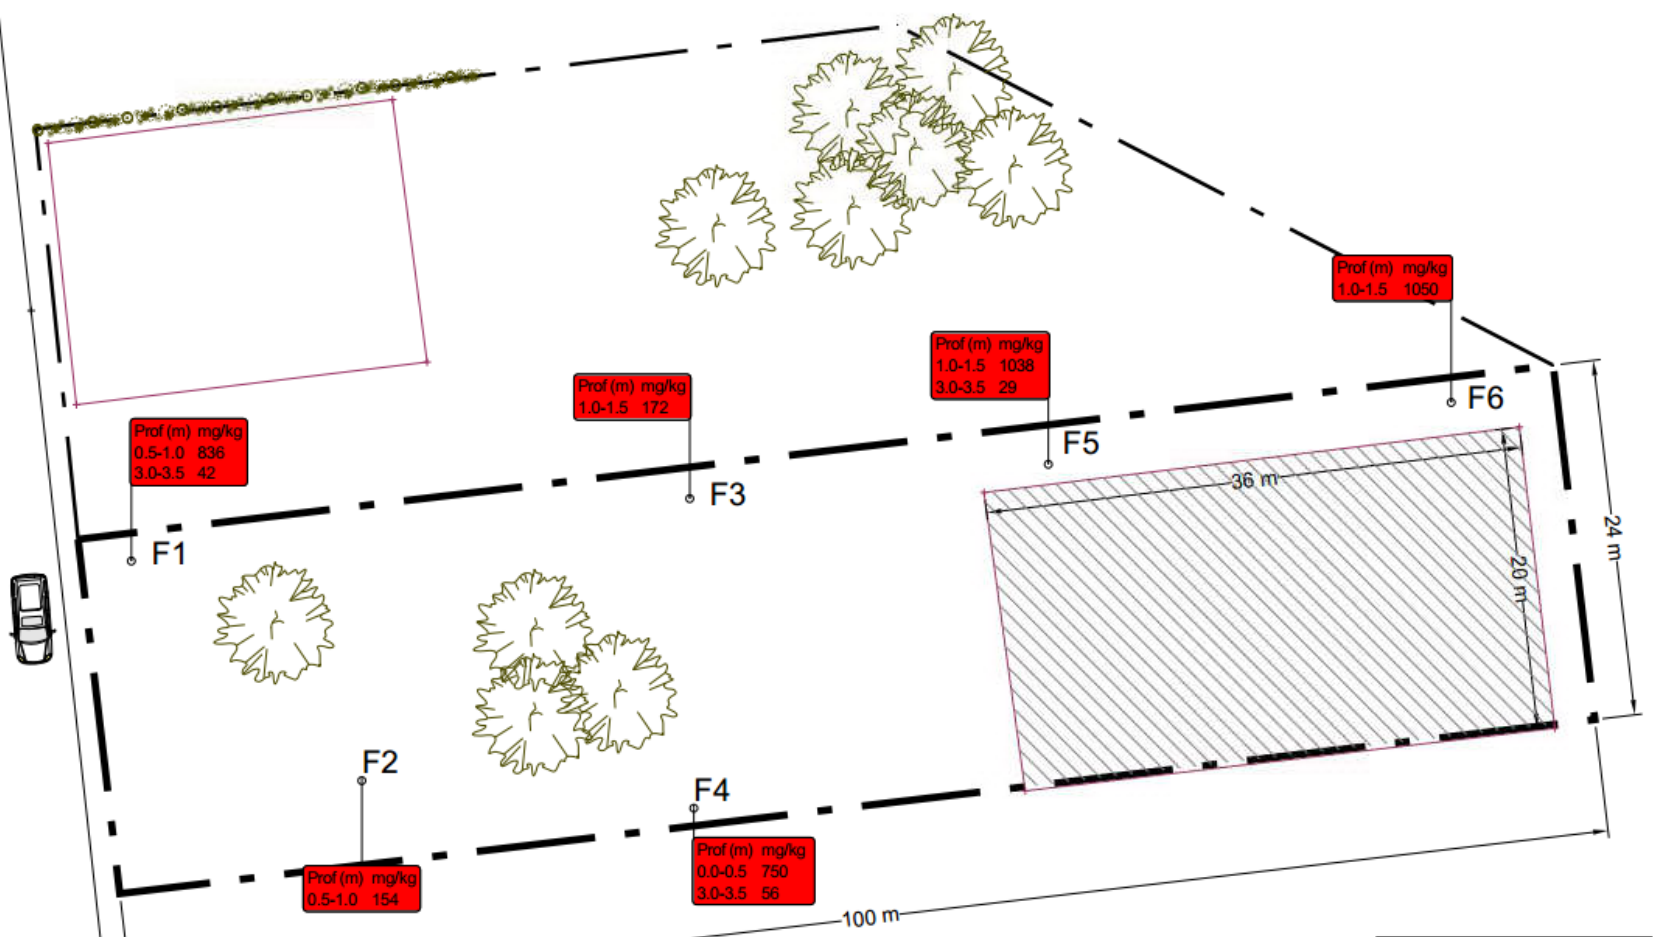 Prof (m) mg/kg
1.0-1.5 1050
Prof (m) mg/kg
1.0-1.5 1038
3.0-3.5 29
F6
Prof (m) mg/kg
1.0-1.5 172
Prof (m) mg/kg
0.5-1.0 836
3.0-3.5 42
F5
36 m
F3
24 m
F1
20 m
F2
F4
Prof (m) mg/kg
0.0-0.5 750
3.0-3.5 56
Prof (m) mg/kg
0.5-1.0 154
100 m